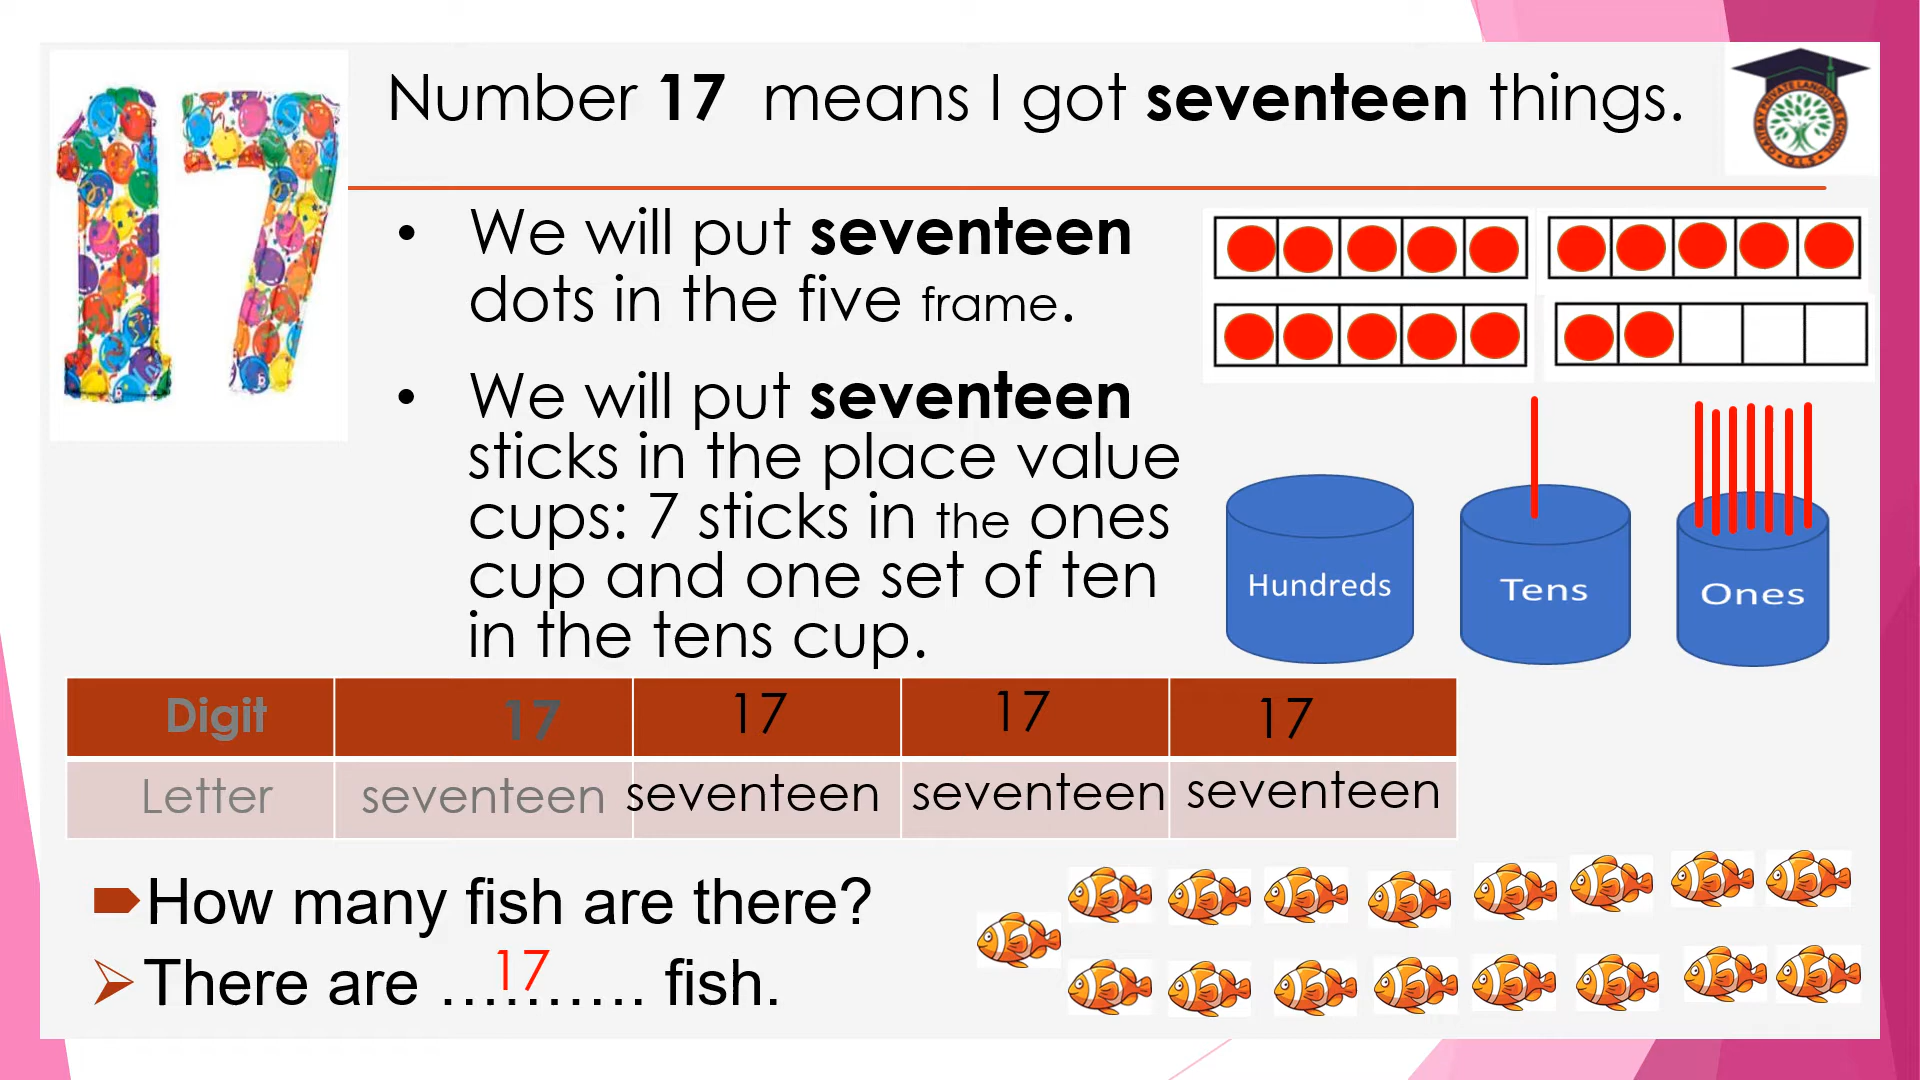 17
Number 17 means I got seventeen things.
• We will put seventeen
dots in the five frame.
• We will put seventeen
sticks in the place value
cups: 7 sticks in the ones
cup and one set of ten
in the tens cup.
Hundreds
Tens
Ones
Digit 17 17 17 17
Letter seventeen seventeen seventeen seventeen
How many fish are there?
There are ………. fish.
17